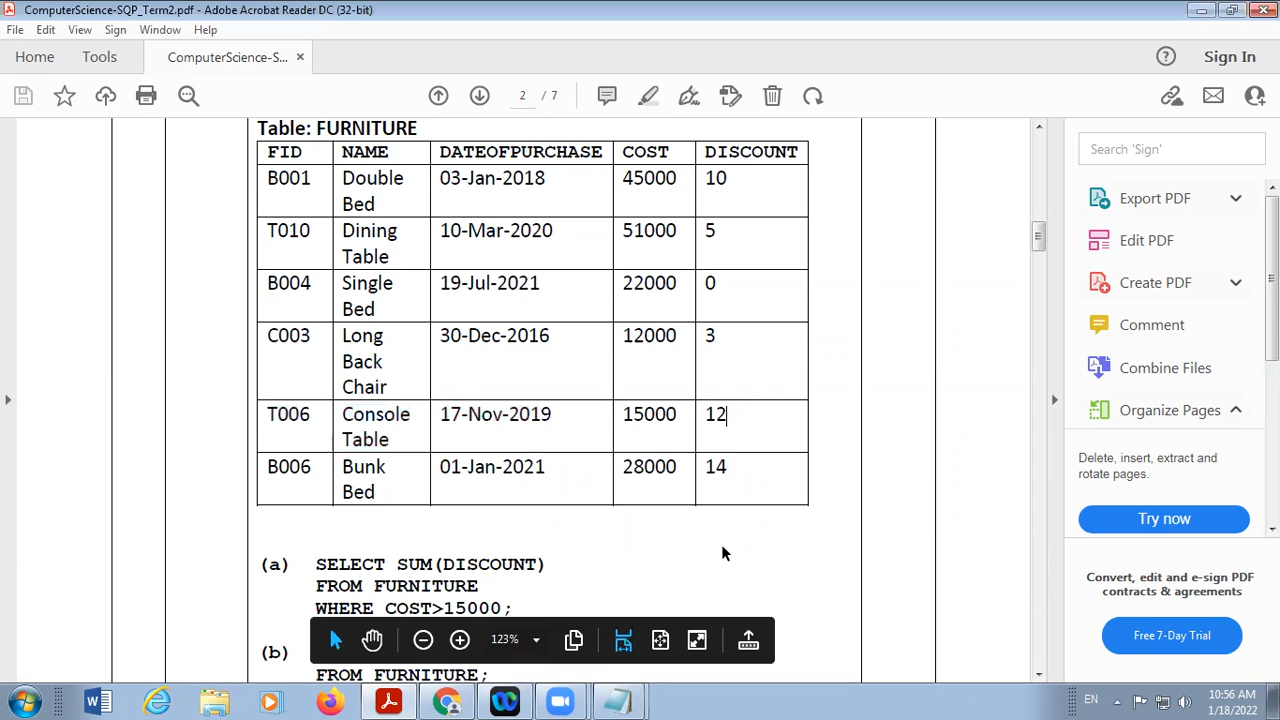 ComputerScience-SQP_Term2.pdf - Adobe Acrobat Reader DC (32-bit)
File Edit View Sign Window Help
Home Tools ComputerScience-S... × Sign In
2 / 7
Table: FURNITURE
FID NAME DATEOFPURCHASE COST DISCOUNT
B001 Double Bed 03-Jan-2018 45000 10
T010 Dining Table 10-Mar-2020 51000 5
B004 Single Bed 19-Jul-2021 22000 0
C003 Long Back Chair 30-Dec-2016 12000 3
T006 Console Table 17-Nov-2019 15000 12
B006 Bunk Bed 01-Jan-2021 28000 14
(a) SELECT SUM(DISCOUNT)
FROM FURNITURE
WHERE COST>15000;
(b)
FROM FURNITURE;
123%
Search 'Sign'
Export PDF
Edit PDF
Create PDF
Comment
Combine Files
Organize Pages
Delete, insert, extract and
rotate pages.
Try now
Convert, edit and e-sign PDF
contracts & agreements
Free 7-Day Trial
EN
10:56 AM
1/18/2022